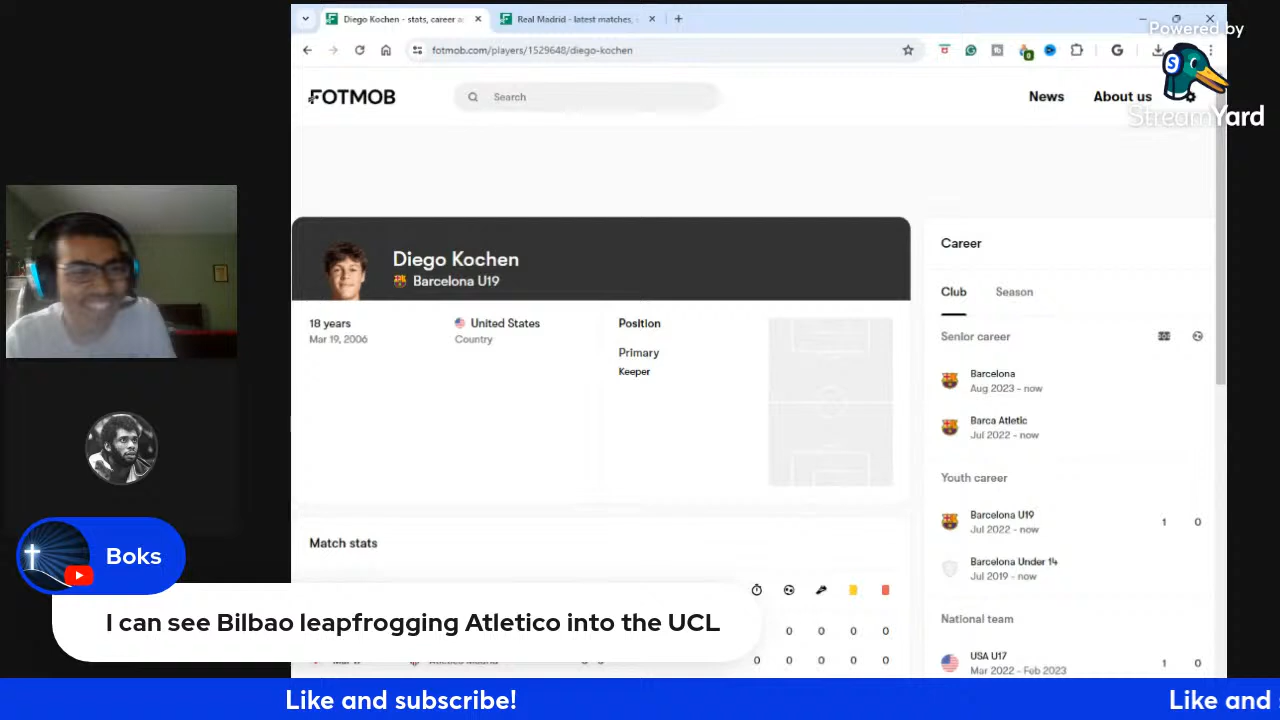 Diego Kochen - stats, career a
Real Madrid - latest matches,
fotmob.com/players/1529648/diego-kochen
Powered by
StreamYard
FOTMOB
Search
News
About us
Diego Kochen
Barcelona U19
18 years
Mar 19, 2006
United States
Country
Position
Primary
Keeper
Match stats
0 0 0 0
0 0 0 0
Career
Club
Season
Senior career
Barcelona
Aug 2023 - now
Barca Atletic
Jul 2022 - now
Youth career
Barcelona U19
Jul 2022 - now
1 0
Barcelona Under 14
Jul 2019 - now
National team
USA U17
Mar 2022 - Feb 2023
1 0
Boks
I can see Bilbao leapfrogging Atletico into the UCL
Like and subscribe!
Like and s